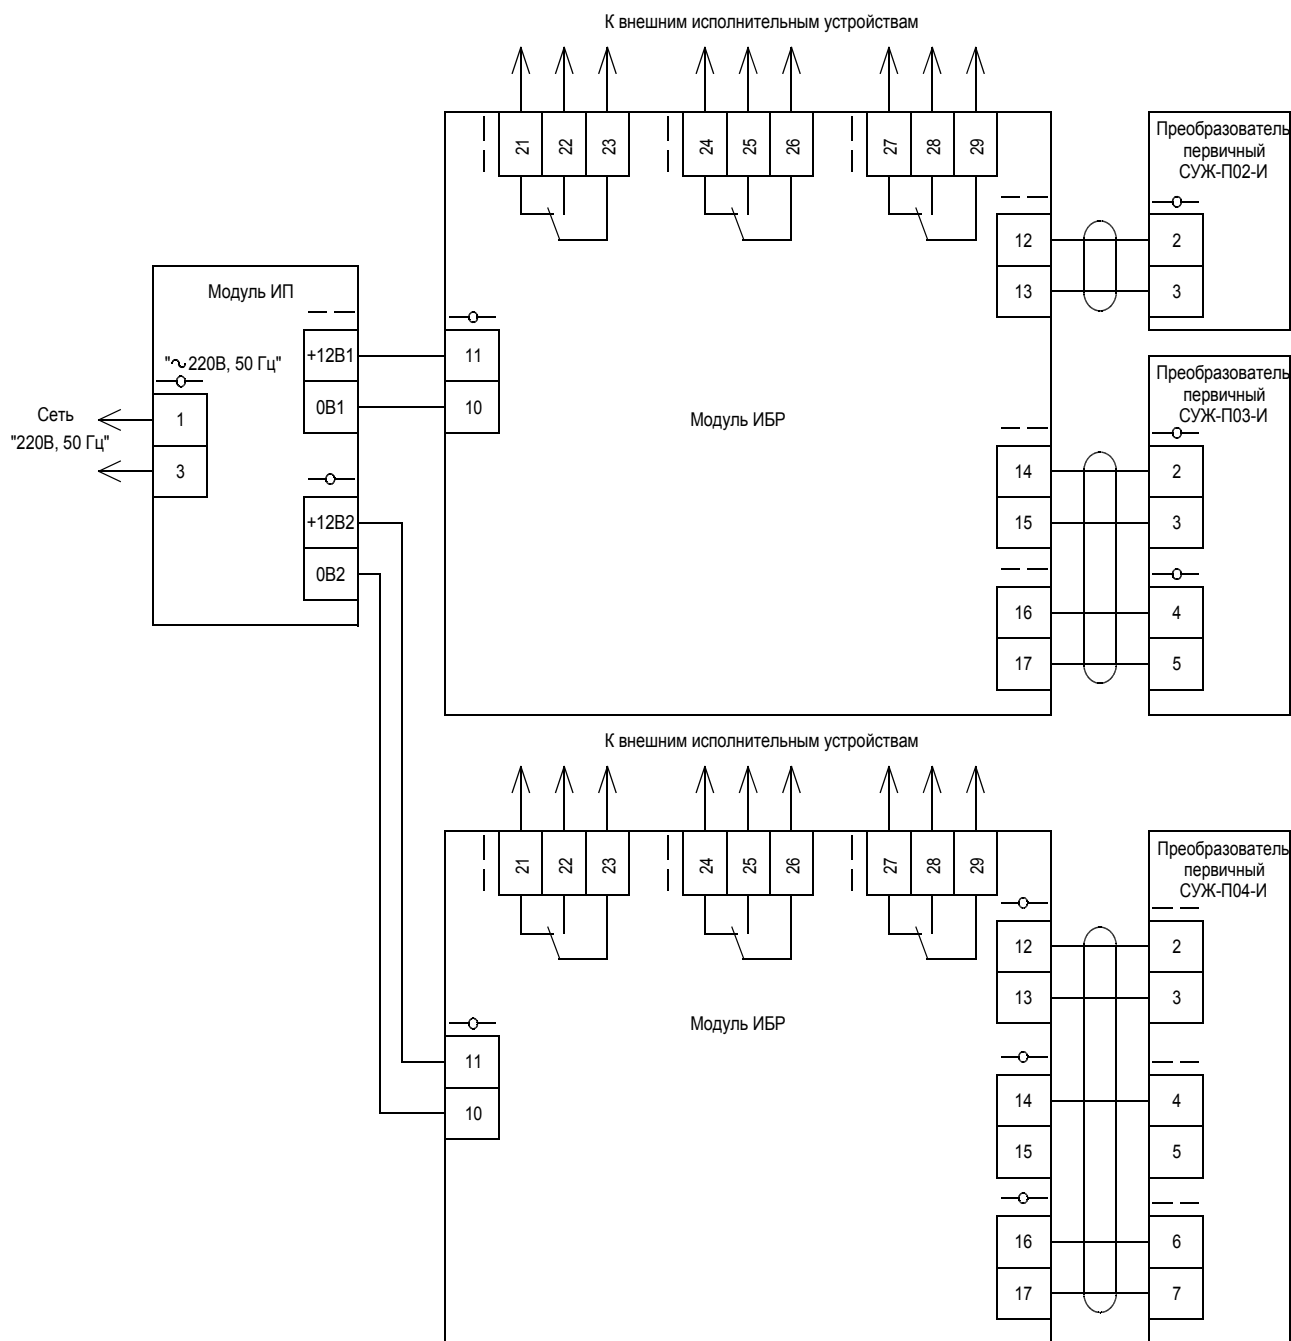 К внешним исполнительным устройствам
21 22 23 24 25 26 27 28 29
Преобразователь
первичный
СУЖ-П02-И
12
13
2
3
Модуль ИП
"~220В, 50 Гц"
+12В1
0В1
11
10
Сеть
"220В, 50 Гц"
1
3
+12В2
0В2
Модуль ИБР
Преобразователь
первичный
СУЖ-П03-И
14
15
16
17
2
3
4
5
К внешним исполнительным устройствам
21 22 23 24 25 26 27 28 29
Преобразователь
первичный
СУЖ-П04-И
Модуль ИБР
11
10
12
13
14
15
16
17
2
3
4
5
6
7